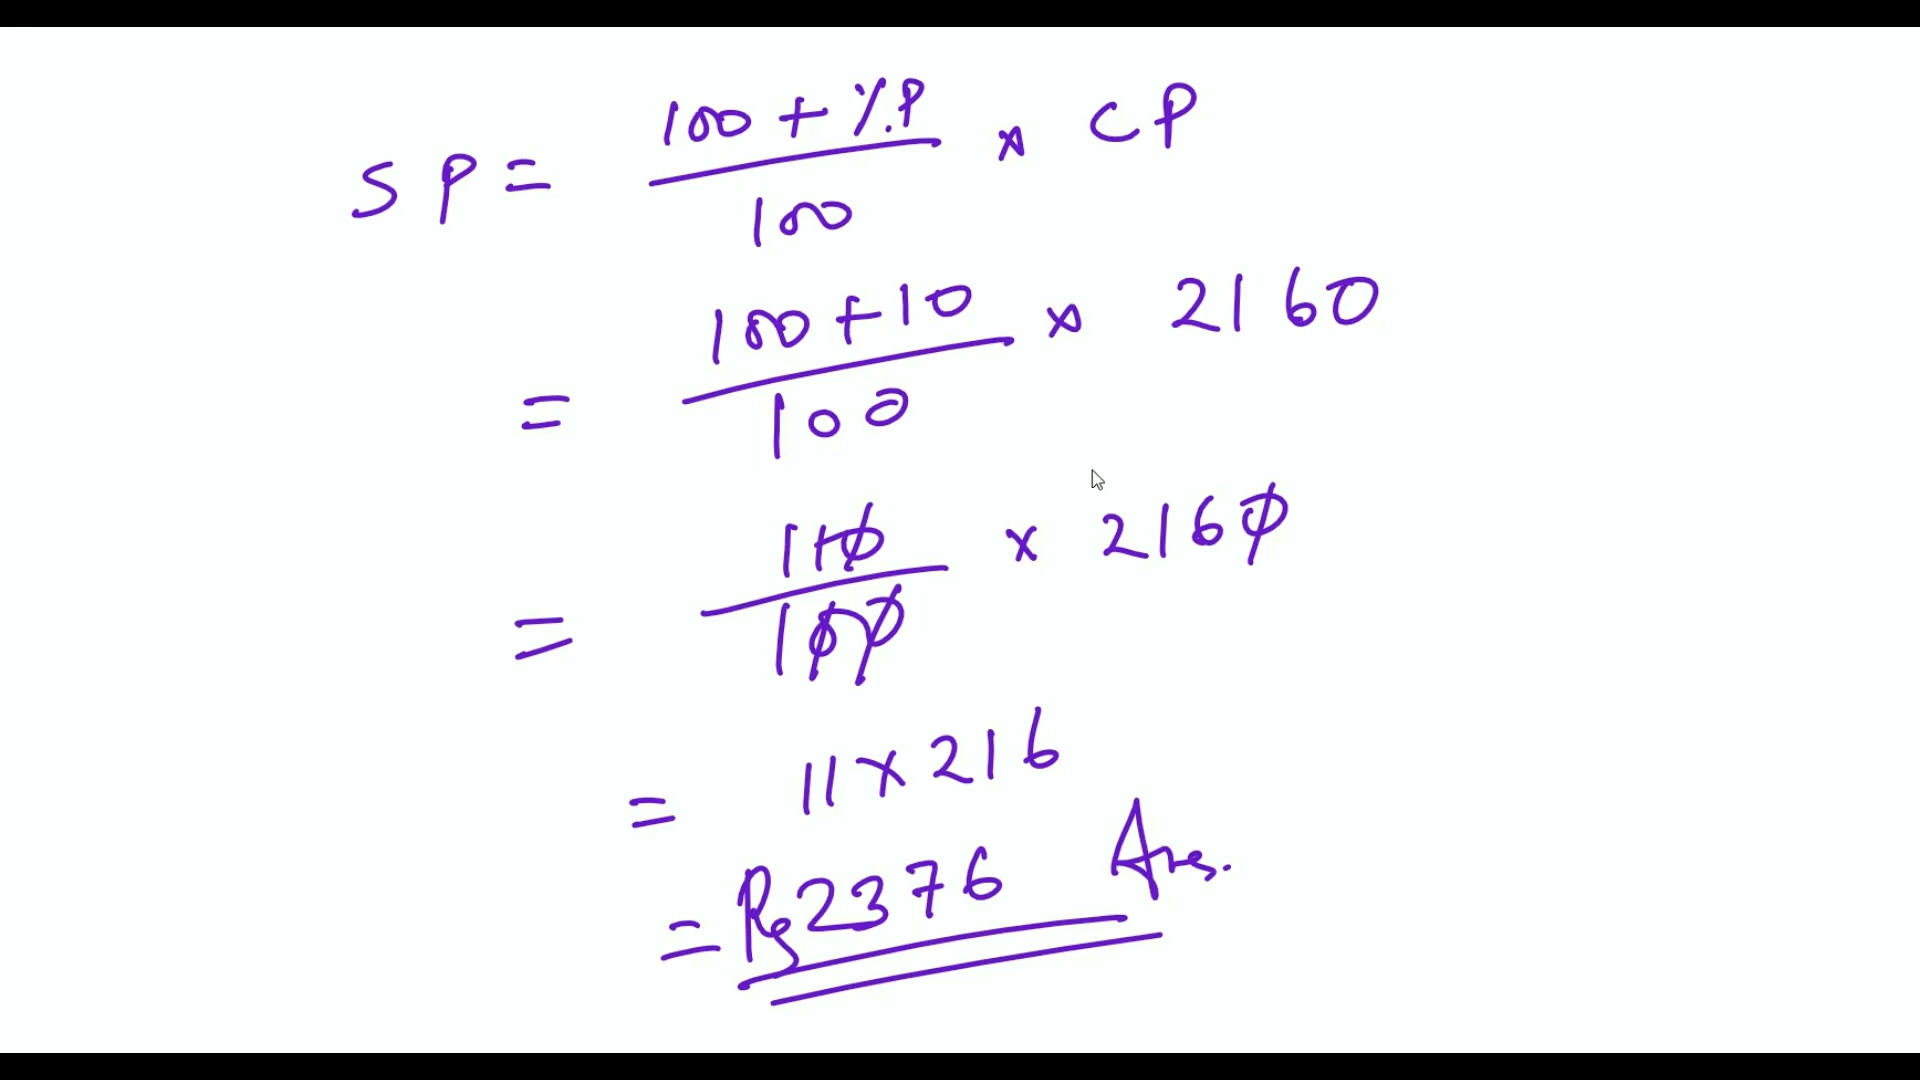 SP = (100 + %P)/100 × CP
= (100 + 10)/100 × 2160
= 110/100 × 2160
= 11 × 216
= Rs 2376 Ans.